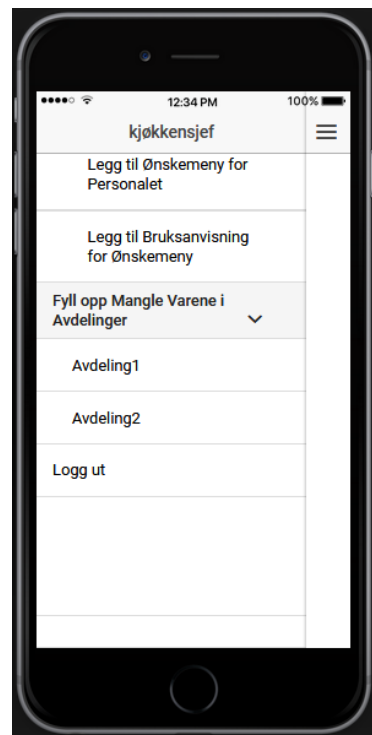 12:34 PM
100%
kjøkkensjef
Legg til Ønskemeny for
Personalet
Legg til Bruksanvisning
for Ønskemeny
Fyll opp Mangle Varene i
Avdelinger
Avdeling1
Avdeling2
Logg ut